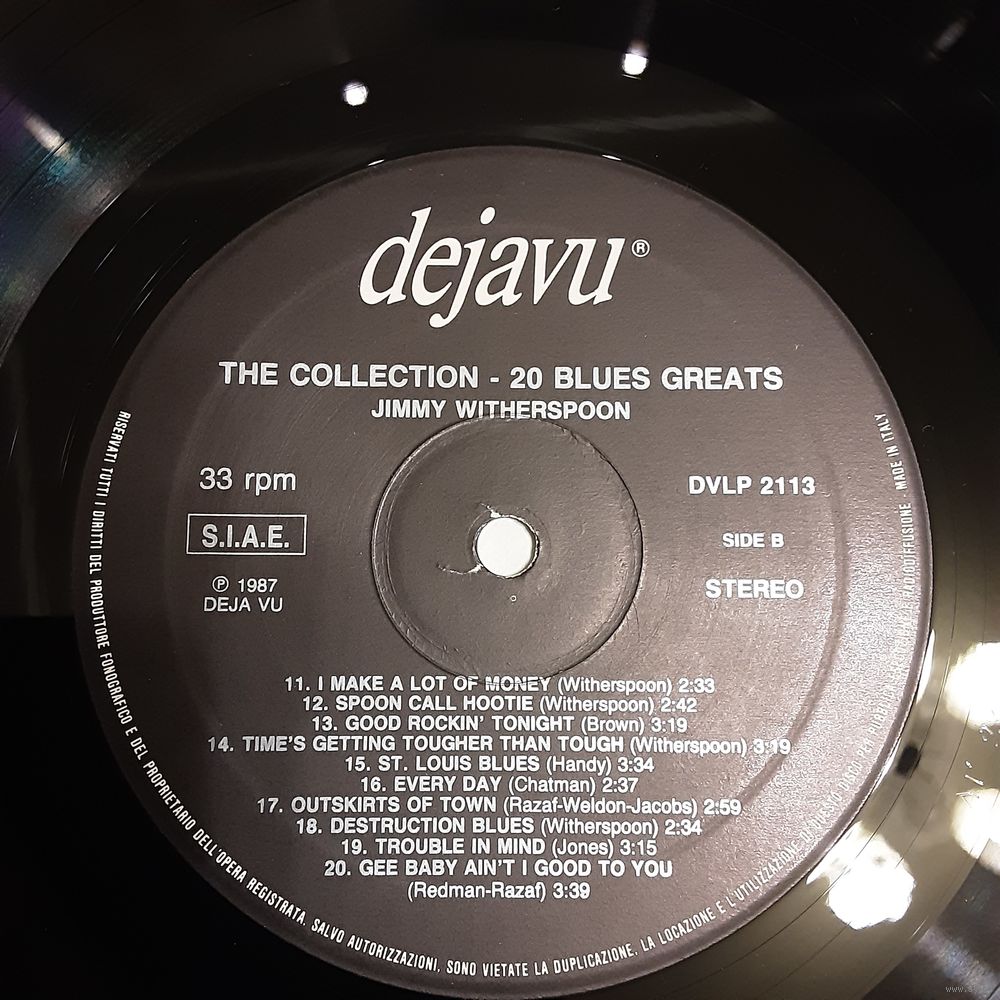 dejavu®
THE COLLECTION - 20 BLUES GREATS
JIMMY WITHERSPOON
33 rpm
S.I.A.E.
℗ 1987
DEJA VU
DVLP 2113
SIDE B
STEREO
11. I MAKE A LOT OF MONEY (Witherspoon) 2:33
12. SPOON CALL HOOTIE (Witherspoon) 2:42
13. GOOD ROCKIN' TONIGHT (Brown) 3:19
14. TIME'S GETTING TOUGHER THAN TOUGH (Witherspoon) 3:19
15. ST. LOUIS BLUES (Handy) 3:34
16. EVERY DAY (Chatman) 2:37
17. OUTSKIRTS OF TOWN (Razaf-Weldon-Jacobs) 2:59
18. DESTRUCTION BLUES (Witherspoon) 2:34
19. TROUBLE IN MIND (Jones) 3:15
20. GEE BABY AIN'T I GOOD TO YOU
(Redman-Razaf) 3:39
RISERVATI TUTTI I DIRITTI DEL PRODUTTORE FONOGRAFICO E DEL PROPRIETARIO DELL'OPERA REGISTRATA. SALVO AUTORIZZAZIONI, SONO VIETATE LA DUPLICAZIONE, LA LOCAZIONE E L'UTILIZZAZIONE DI QUESTO DISCO PER RADIODIFFUSIONE MADE IN ITALY